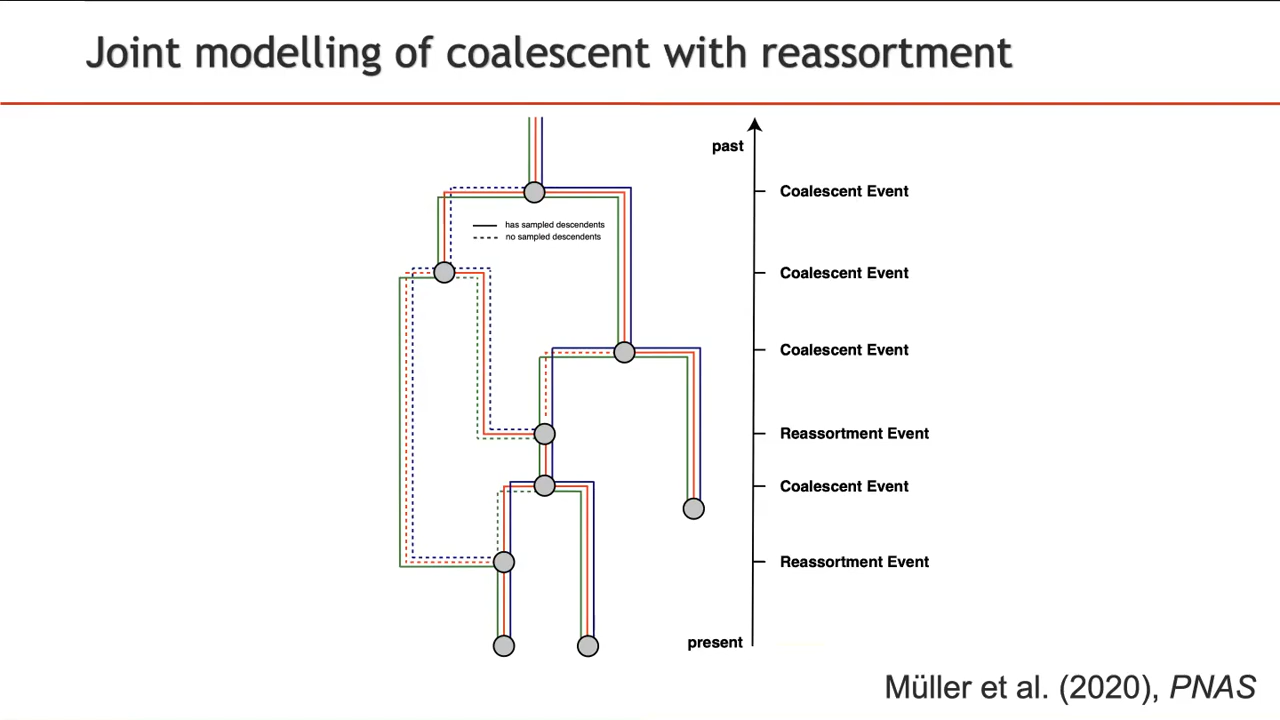 Joint modelling of coalescent with reassortment
past
Coalescent Event
has sampled descendents
no sampled descendents
Coalescent Event
Coalescent Event
Reassortment Event
Coalescent Event
Reassortment Event
present
Müller et al. (2020), PNAS